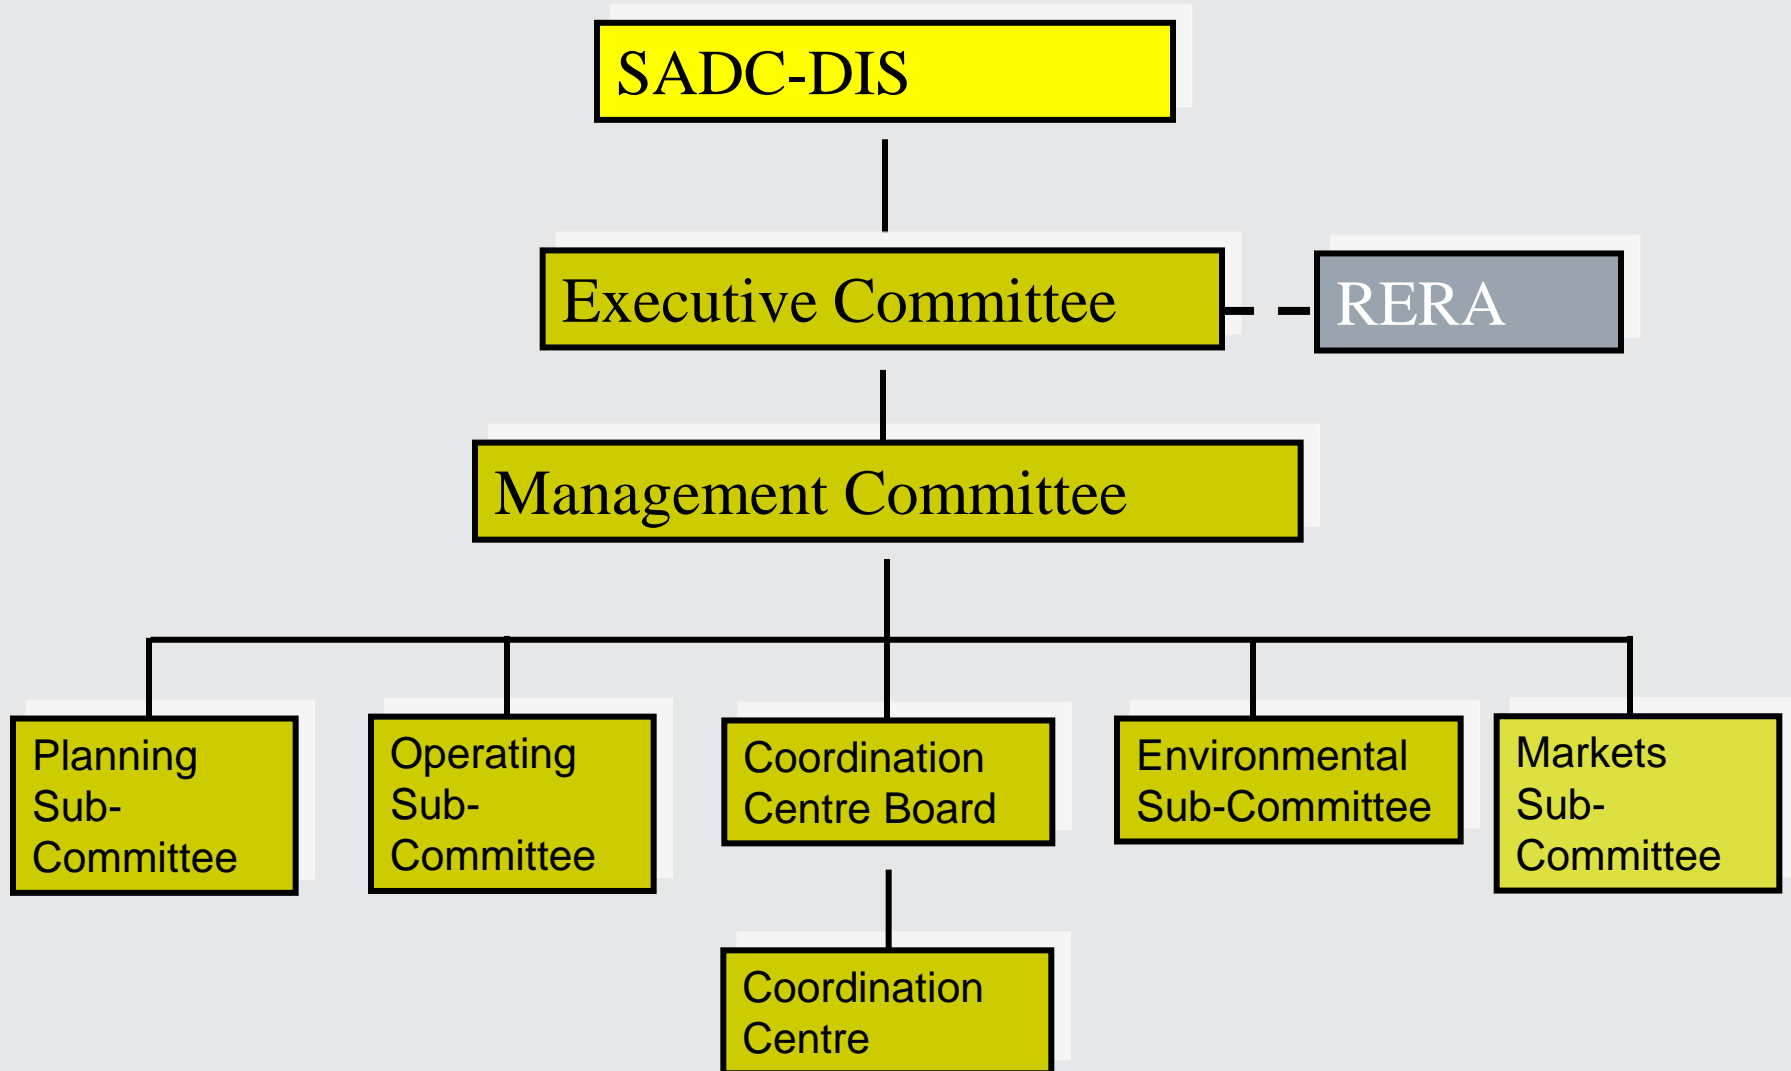 SADC-DIS
Executive Committee
RERA
Management Committee
Planning
Sub-
Committee
Operating
Sub-
Committee
Coordination
Centre Board
Environmental
Sub-Committee
Markets
Sub-
Committee
Coordination
Centre